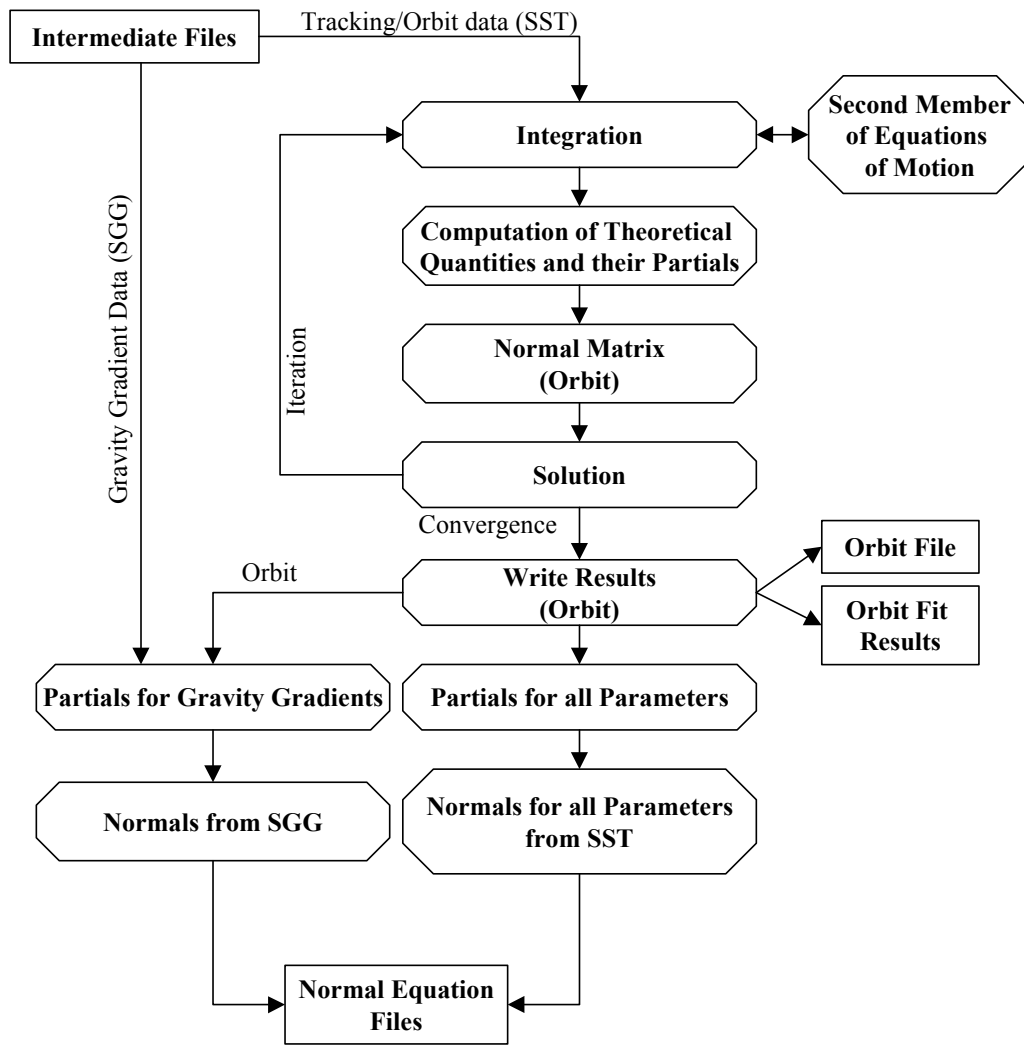 Intermediate Files
Tracking/Orbit data (SST)
Integration
Second Member
of Equations
of Motion
Computation of Theoretical
Quantities and their Partials
Normal Matrix
(Orbit)
Iteration
Gravity Gradient Data (SGG)
Solution
Convergence
Orbit
Write Results
(Orbit)
Orbit File
Orbit Fit
Results
Partials for Gravity Gradients
Partials for all Parameters
Normals from SGG
Normals for all Parameters
from SST
Normal Equation
Files